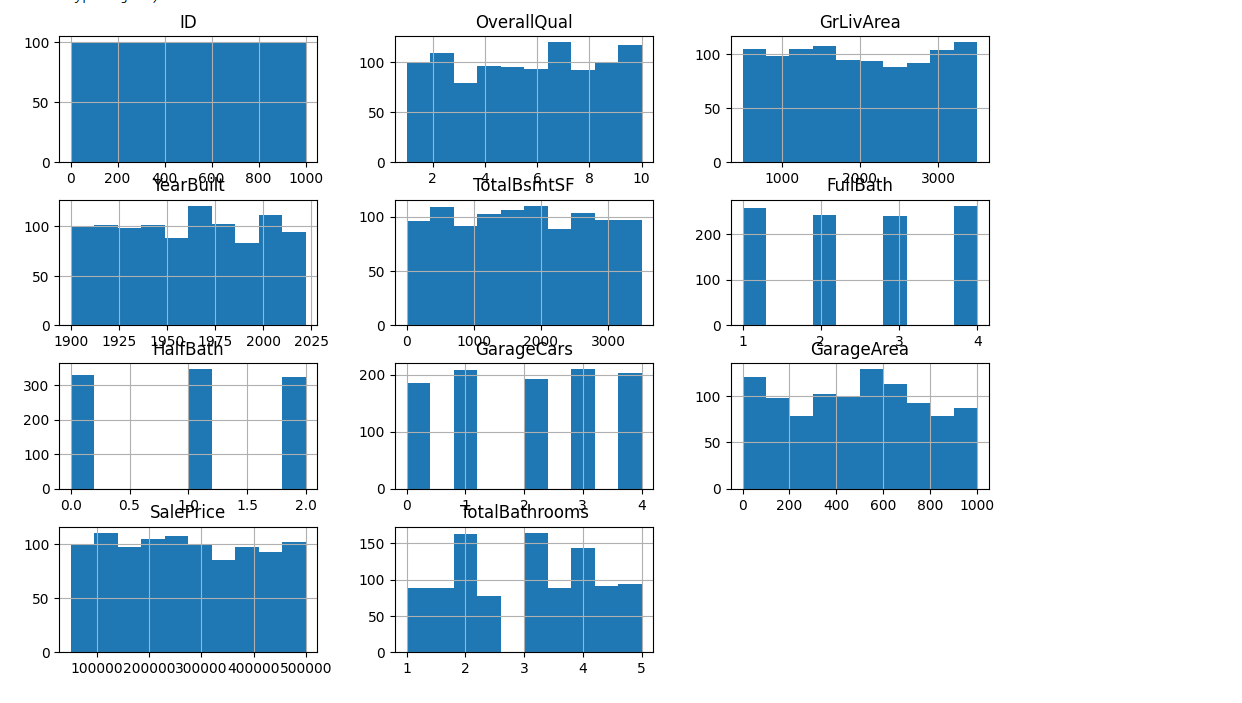 ID OverallQual GrLivArea
100 100 100
50 50 50
0 0 0
0 200 400 600 800 1000 2 4 6 8 10 1000 2000 3000
YearBuilt TotalBsmtSF FullBath
100 100 200
50 50 100
0 0 0
1900 1925 1950 1975 2000 2025 0 1000 2000 3000 1 2 3 4
HalfBath GarageCars GarageArea
300 200 100
200 100 50
100 0 0
0
0.0 0.5 1.0 1.5 2.0 0 1 2 3 4 0 200 400 600 800 1000
SalePrice TotalBathrooms
100 150
50 100
0 50
0
100000 200000 300000 400000 500000 1 2 3 4 5